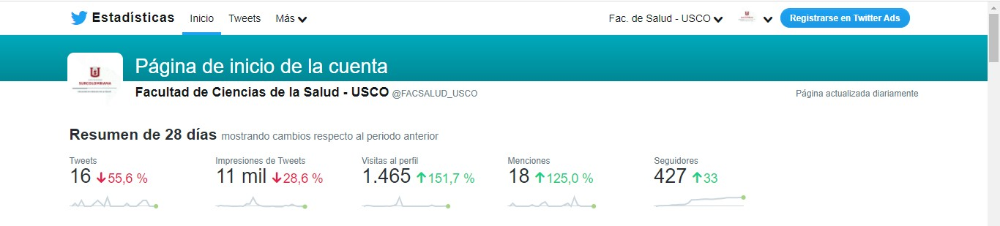 Estadísticas Inicio Tweets Más Fac. de Salud - USCO Registrarse en Twitter Ads
Página de inicio de la cuenta
SURCOLOMBIANA
Facultad de Ciencias de la Salud - USCO @FACSALUD_USCO Página actualizada diariamente
Resumen de 28 días mostrando cambios respecto al periodo anterior
Tweets Impresiones de Tweets Visitas al perfil Menciones Seguidores
16 55,6 % 11 mil 28,6 % 1.465 151,7 % 18 125,0 % 427 33